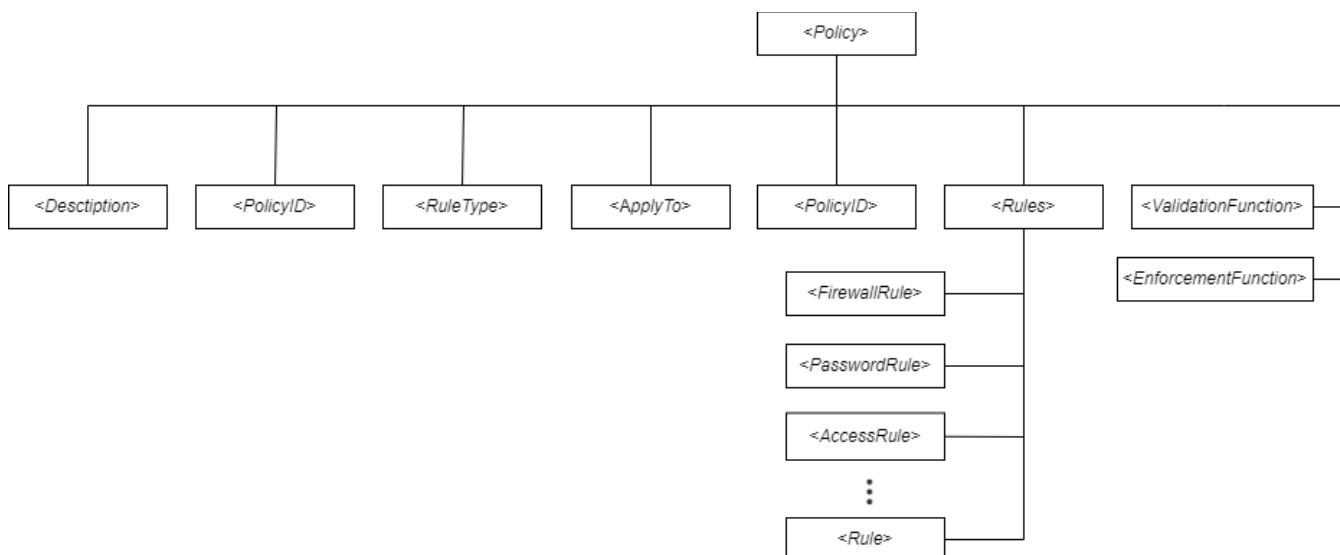 <Policy>
<Desctiption>
<PolicyID>
<RuleType>
<ApplyTo>
<PolicyID>
<Rules>
<ValidationFunction>
<EnforcementFunction>
<FirewallRule>
<PasswordRule>
<AccessRule>
<Rule>